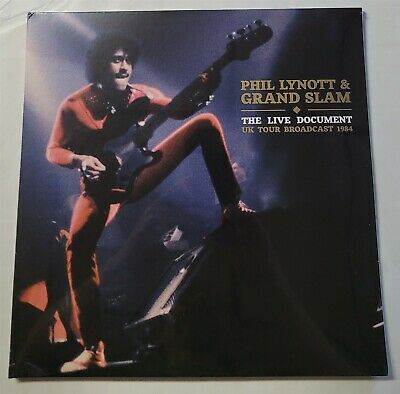 PHIL LYNOTT &
GRAND SLAM
THE LIVE DOCUMENT
UK TOUR BROADCAST 1984